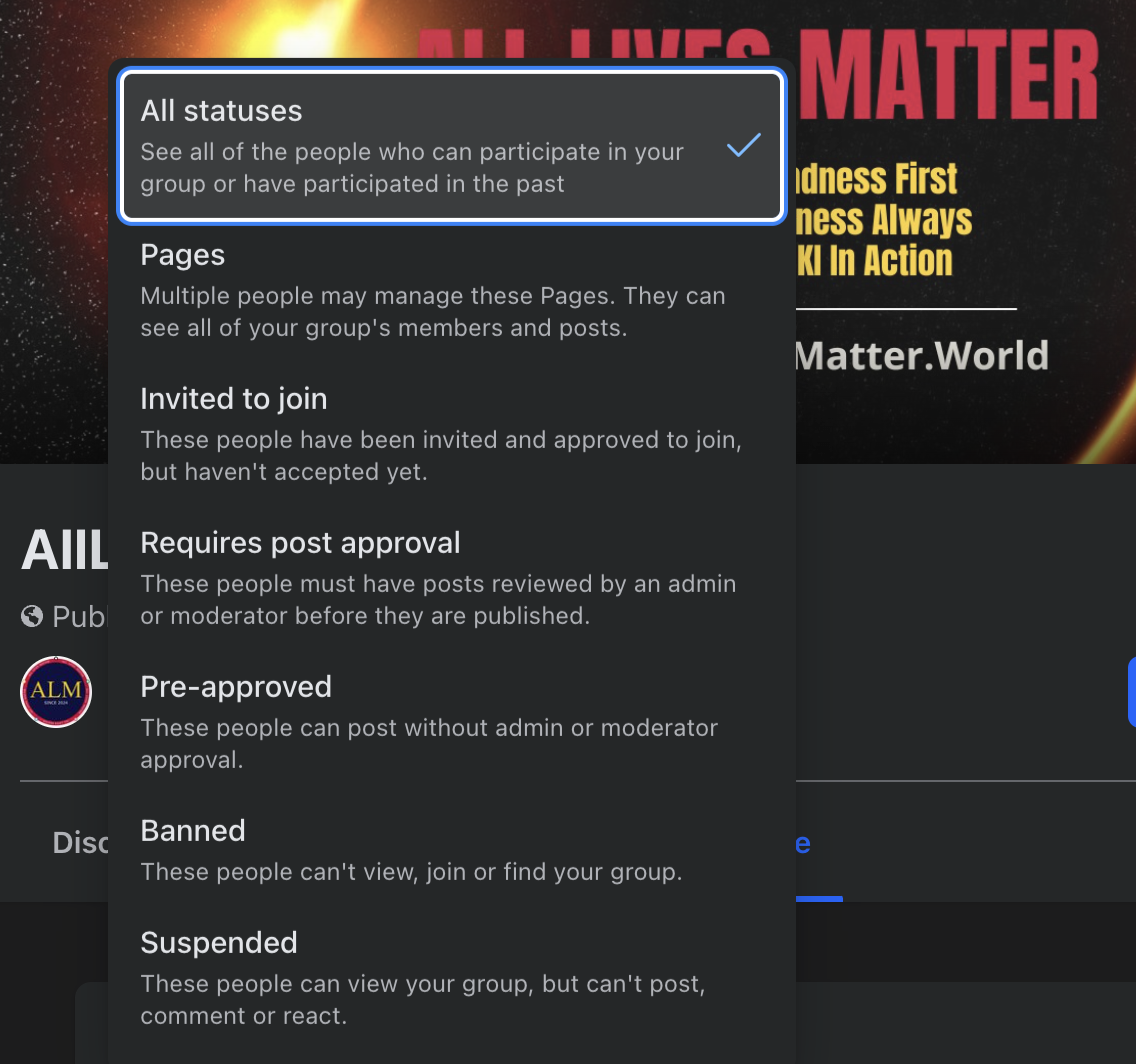 ALL LIVES MATTER
All statuses
See all of the people who can participate in your
group or have participated in the past
ndness First
ness Always
KI In Action
Pages
Multiple people may manage these Pages. They can
see all of your group's members and posts.
Matter.World
Invited to join
These people have been invited and approved to join,
but haven't accepted yet.
AllL
Requires post approval
These people must have posts reviewed by an admin
or moderator before they are published.
Publ
ALM
SINCE 2024
Pre-approved
These people can post without admin or moderator
approval.
Disc
Banned
These people can't view, join or find your group.
e
Suspended
These people can view your group, but can't post,
comment or react.